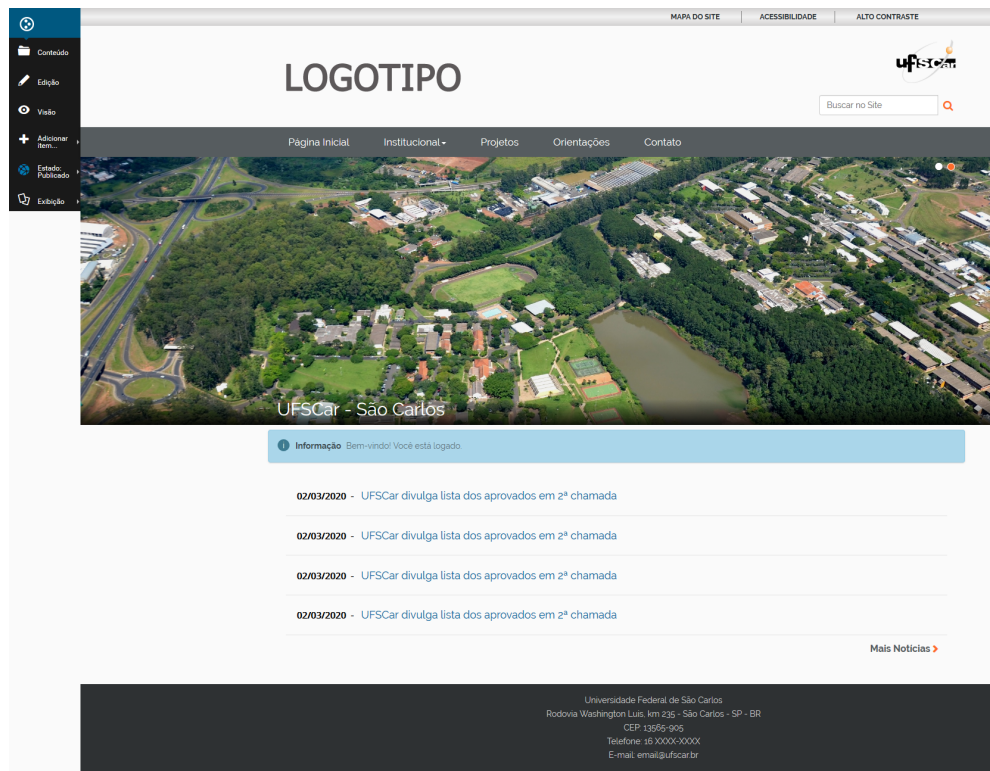 MAPA DO SITE
ACESSIBILIDADE
ALTO CONTRASTE
Conteúdo
Edição
Visão
Adicionar
item...
Estado:
Publicado
Exibição
LOGOTIPO
ufscar
Buscar no Site
Página Inicial
Institucional
Projetos
Orientações
Contato
UFSCar - São Carlos
Informação Bem-vindo! Você está logado.
02/03/2020 - UFSCar divulga lista dos aprovados em 2ª chamada
02/03/2020 - UFSCar divulga lista dos aprovados em 2ª chamada
02/03/2020 - UFSCar divulga lista dos aprovados em 2ª chamada
02/03/2020 - UFSCar divulga lista dos aprovados em 2ª chamada
Mais Notícias
Universidade Federal de São Carlos
Rodovia Washington Luis, km 235 - São Carlos - SP - BR
CEP: 13565-905
Telefone: 16 XXXX-XXXX
E-mail: email@ufscar.br